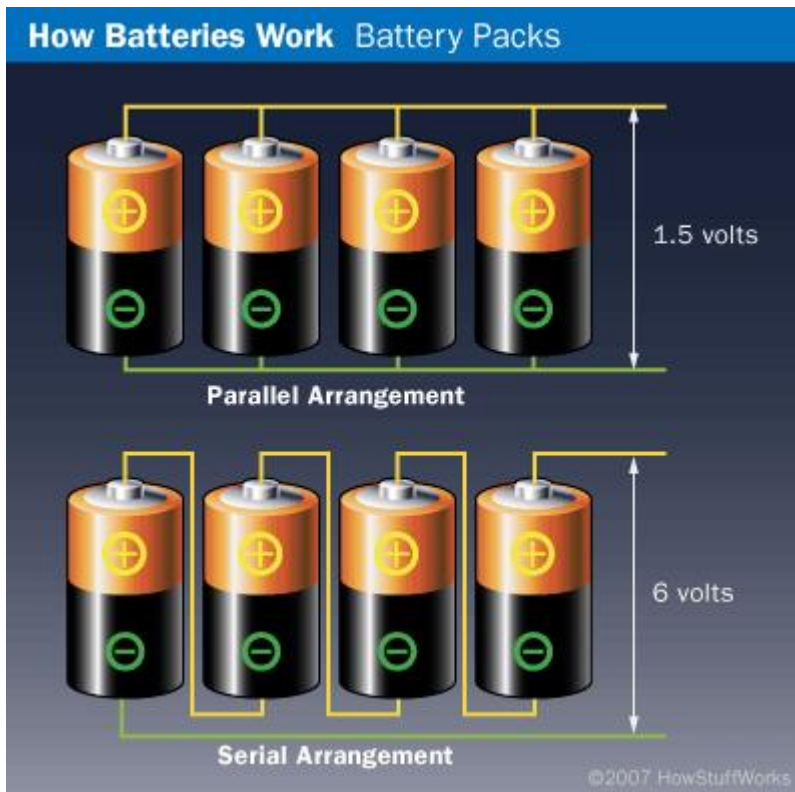 How Batteries Work Battery Packs
1.5 volts
Parallel Arrangement
6 volts
Serial Arrangement
©2007 HowStuffWorks